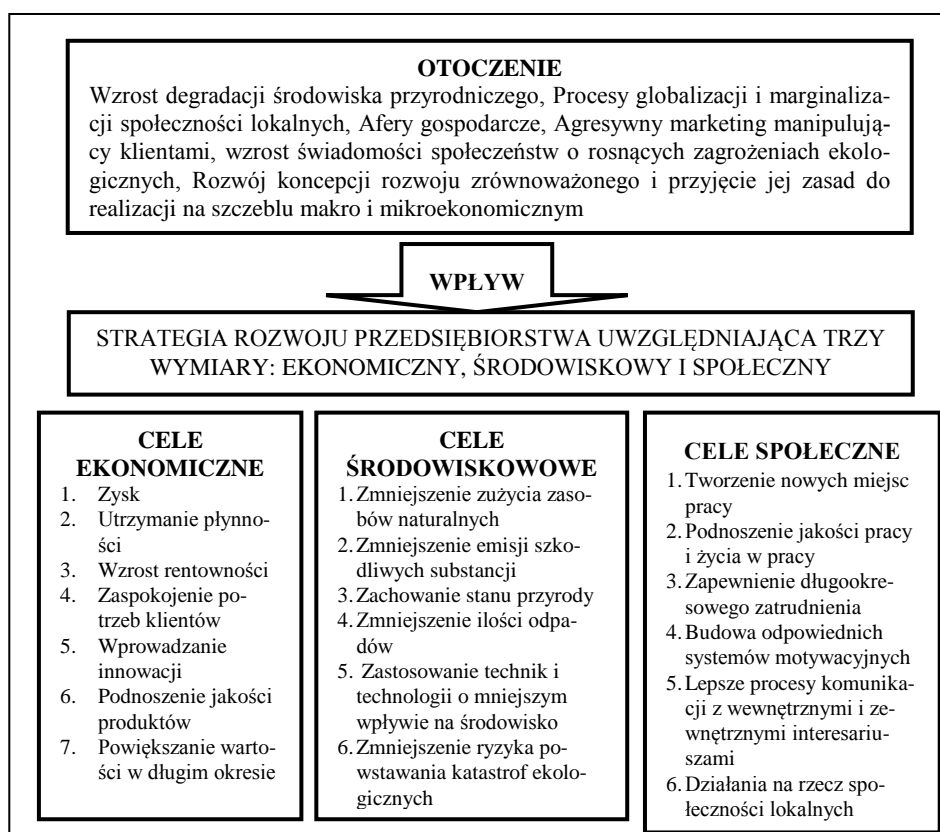 OTOCZENIE
Wzrost degradacji środowiska przyrodniczego, Procesy globalizacji i marginaliza-
cji społeczności lokalnych, Afery gospodarcze, Agresywny marketing manipulują-
cy klientami, wzrost świadomości społeczeństw o rosnących zagrożeniach ekolo-
gicznych, Rozwój koncepcji rozwoju zrównoważonego i przyjęcie jej zasad do
realizacji na szczeblu makro i mikroekonomicznym
WPŁYW
STRATEGIA ROZWOJU PRZEDSIĘBIORSTWA UWZGLĘDNIAJĄCA TRZY
WYMIARY: EKONOMICZNY, ŚRODOWISKOWY I SPOŁECZNY
CELE
EKONOMICZNE
1. Zysk
2. Utrzymanie płynno-
ści
3. Wzrost rentowności
4. Zaspokojenie po-
trzeb klientów
5. Wprowadzanie
innowacji
6. Podnoszenie jakości
produktów
7. Powiększanie warto-
ści w długim okresie
CELE
ŚRODOWISKOWOWE
1. Zmniejszenie zużycia zaso-
bów naturalnych
2. Zmniejszenie emisji szko-
dliwych substancji
3. Zachowanie stanu przyrody
4. Zmniejszenie ilości odpa-
dów
5. Zastosowanie technik i
technologii o mniejszym
wpływie na środowisko
6. Zmniejszenie ryzyka po-
wstawania katastrof ekolo-
gicznych
CELE SPOŁECZNE
1. Tworzenie nowych miejsc
pracy
2. Podnoszenie jakości pracy
i życia w pracy
3. Zapewnienie długookre-
sowego zatrudnienia
4. Budowa odpowiednich
systemów motywacyjnych
5. Lepsze procesy komunika-
cji z wewnętrznymi i ze-
wnętrznymi interesariu-
szami
6. Działania na rzecz spo-
łeczności lokalnych